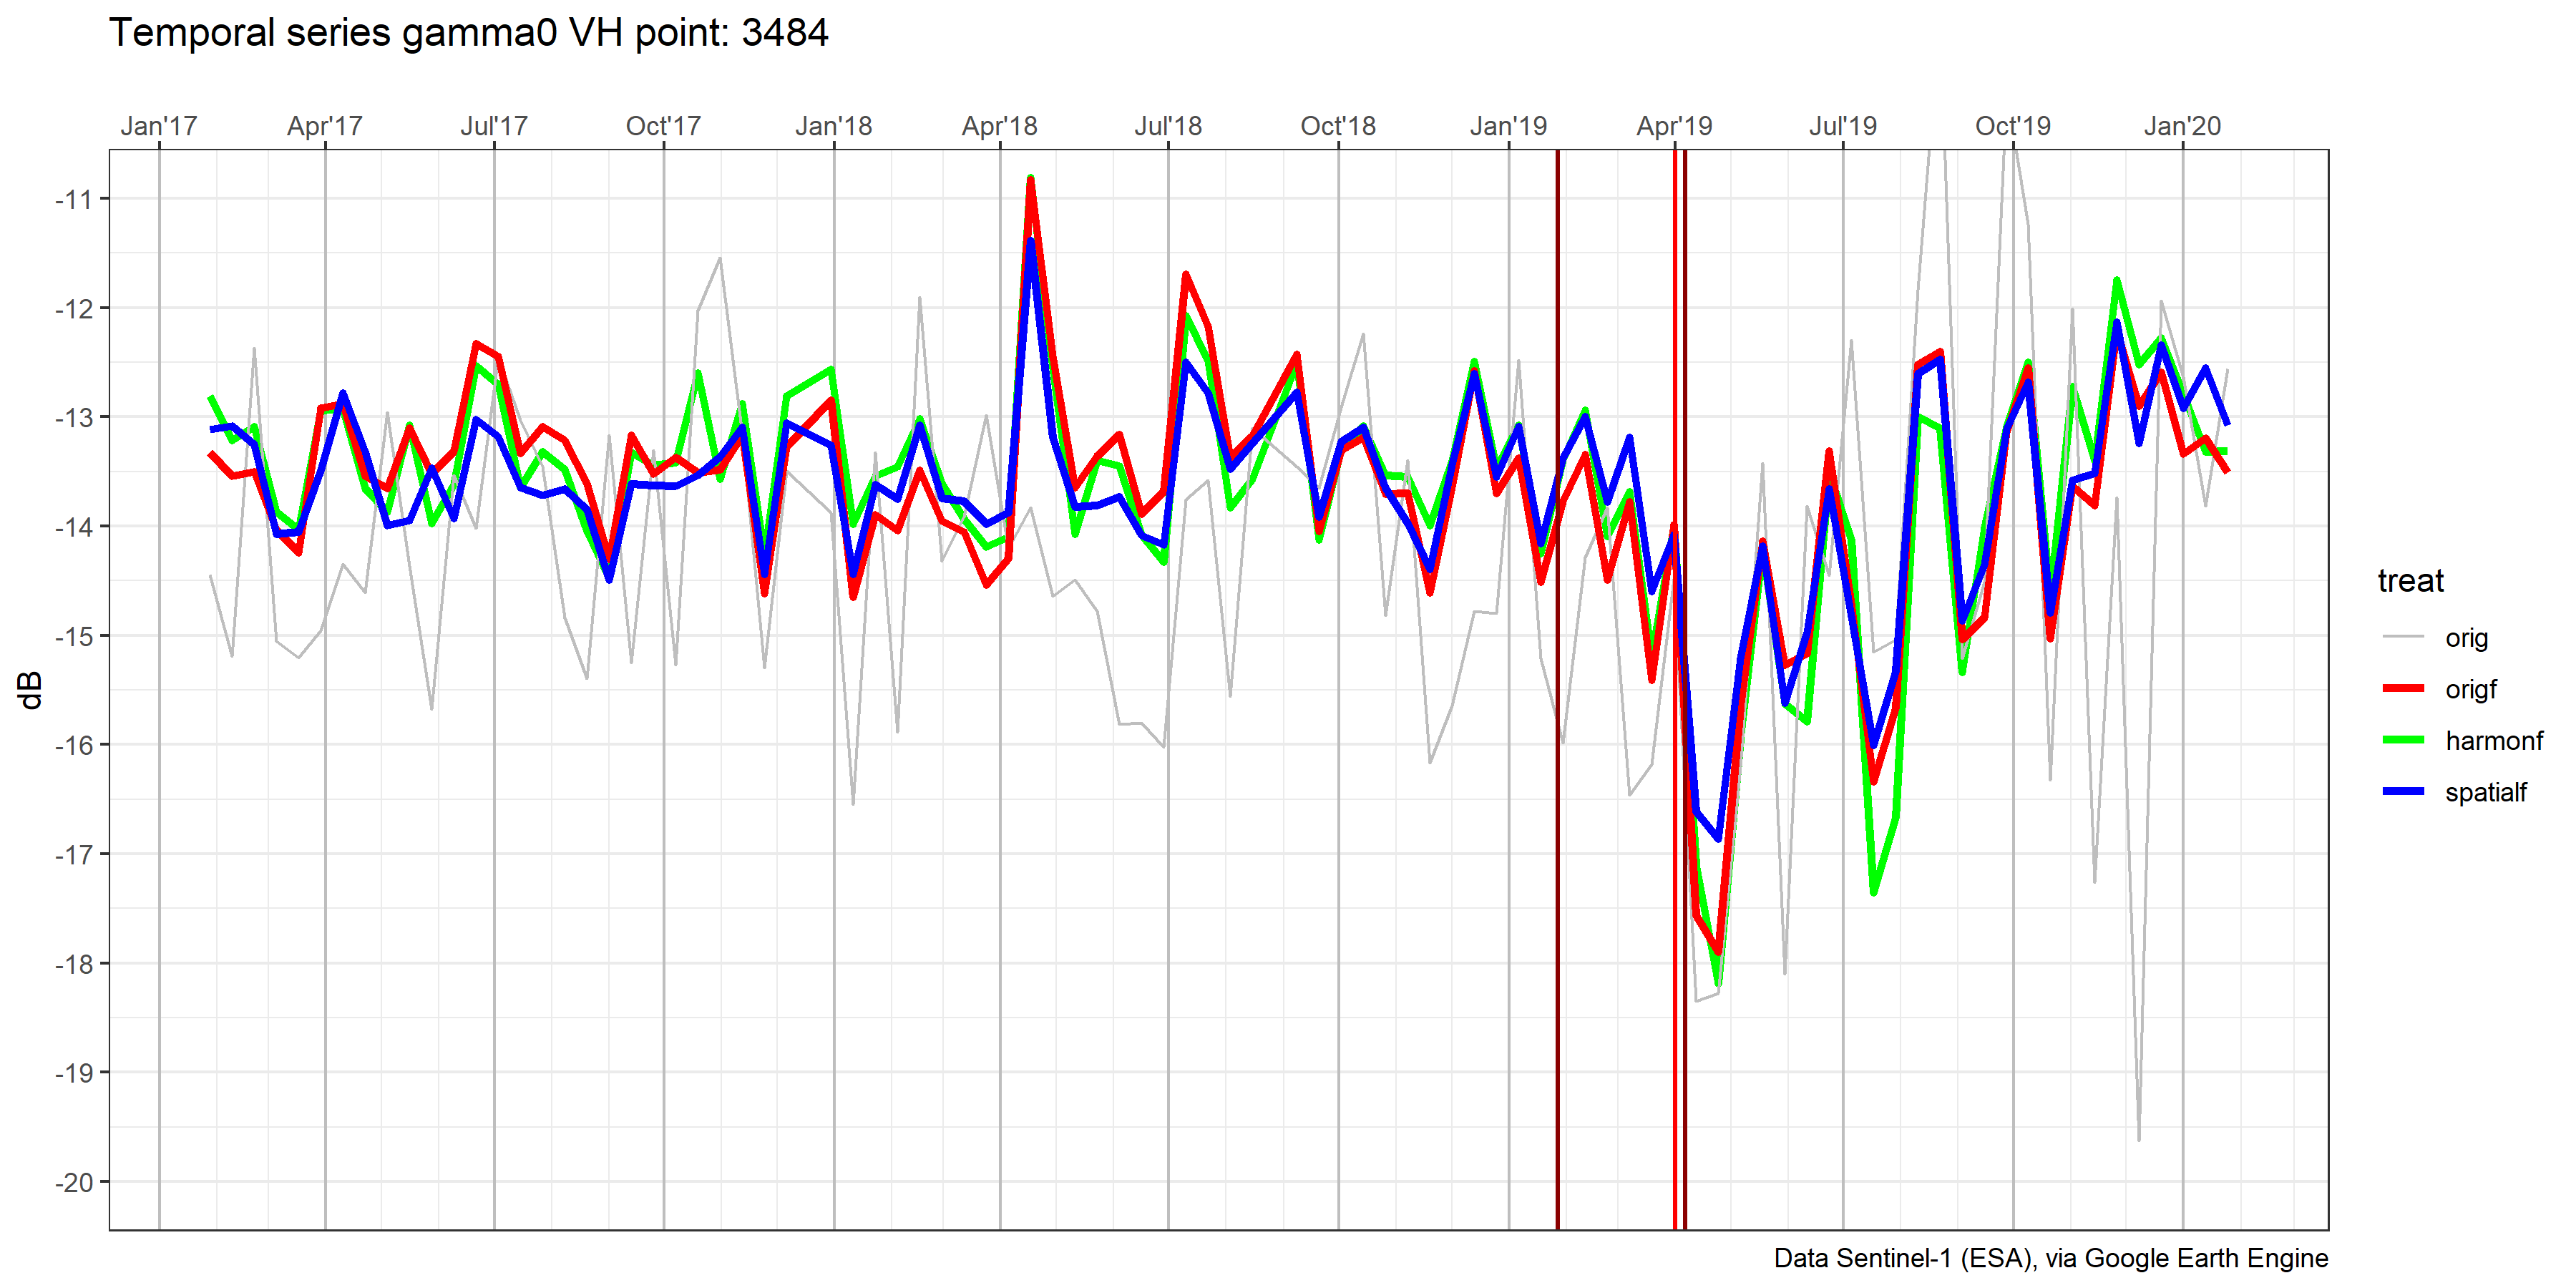 Temporal series gamma0 VH point: 3484
Jan'17 Apr'17 Jul'17 Oct'17 Jan'18 Apr'18 Jul'18 Oct'18 Jan'19 Apr'19 Jul'19 Oct'19 Jan'20
-11
-12
-13
-14
-15
-16
-17
-18
-19
-20
dB
treat
orig
origf
harmonf
spatialf
Data Sentinel-1 (ESA), via Google Earth Engine